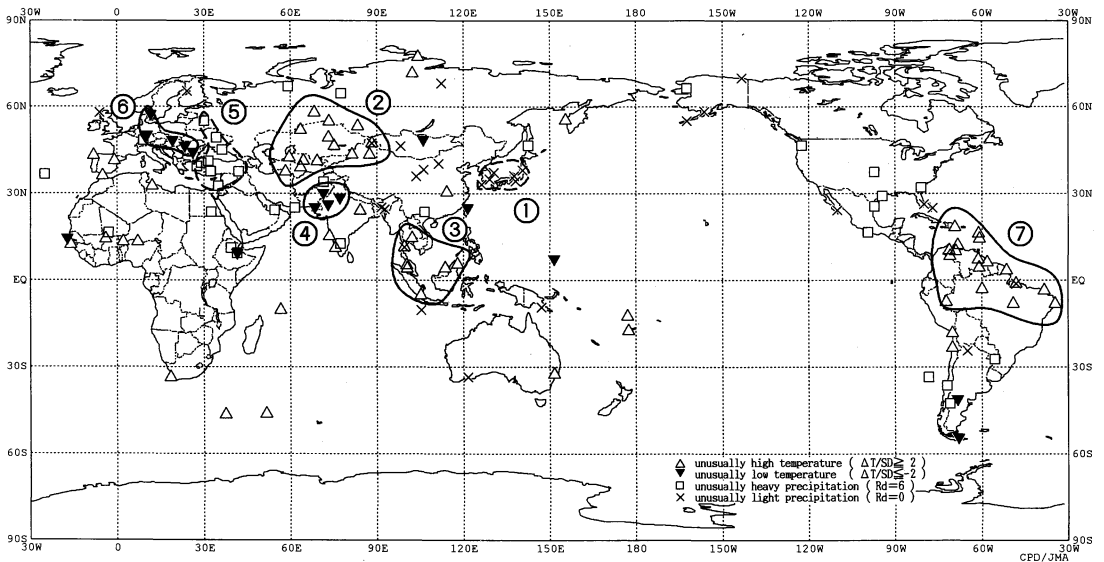 30W 0 30E 60E 90E 120E 150E 180 150W 120W 90W 60W 30W
90N 90N
⑥ ⑤ ②
60N 60N
30N 30N
④ ③ ① ⑦
EQ EQ
30S 30S
60S 60S
△ unusually high temperature ( ΔT/SD≧ 2 )
▼ unusually low temperature ( ΔT/SD≦-2 )
□ unusually heavy precipitation ( Rd=6 )
× unusually light precipitation ( Rd=0 )
90S 90S
30W 0 30E 60E 90E 120E 150E 180 150W 120W 90W 60W 30W
CPD/JMA